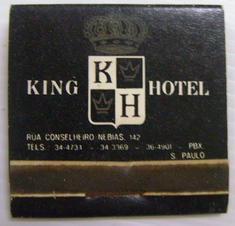 KING HOTEL
K
H
RUA CONSELHEIRO NEBIAS, 142
TELS. 34-4731 - 34-3369 - 36-4901 - PBX
S. PAULO